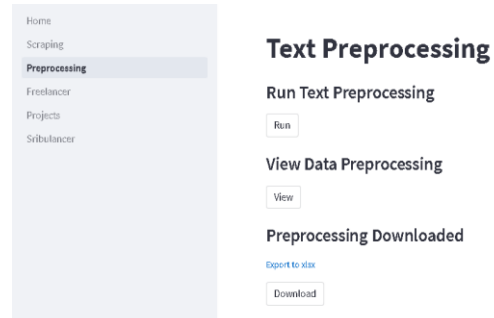 Home
Scraping
Preprocessing
Freelancer
Projects
Sribulancer
Text Preprocessing
Run Text Preprocessing
Run
View Data Preprocessing
View
Preprocessing Downloaded
Export to xlsx
Download